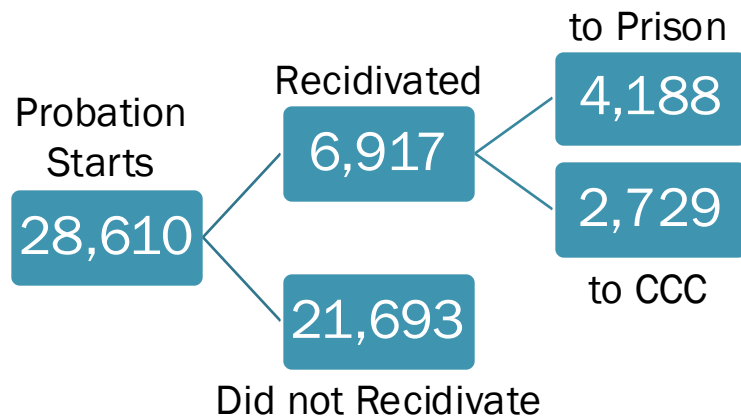 Probation
Starts
28,610
Recidivated
6,917
21,693
Did not Recidivate
to Prison
4,188
2,729
to CCC